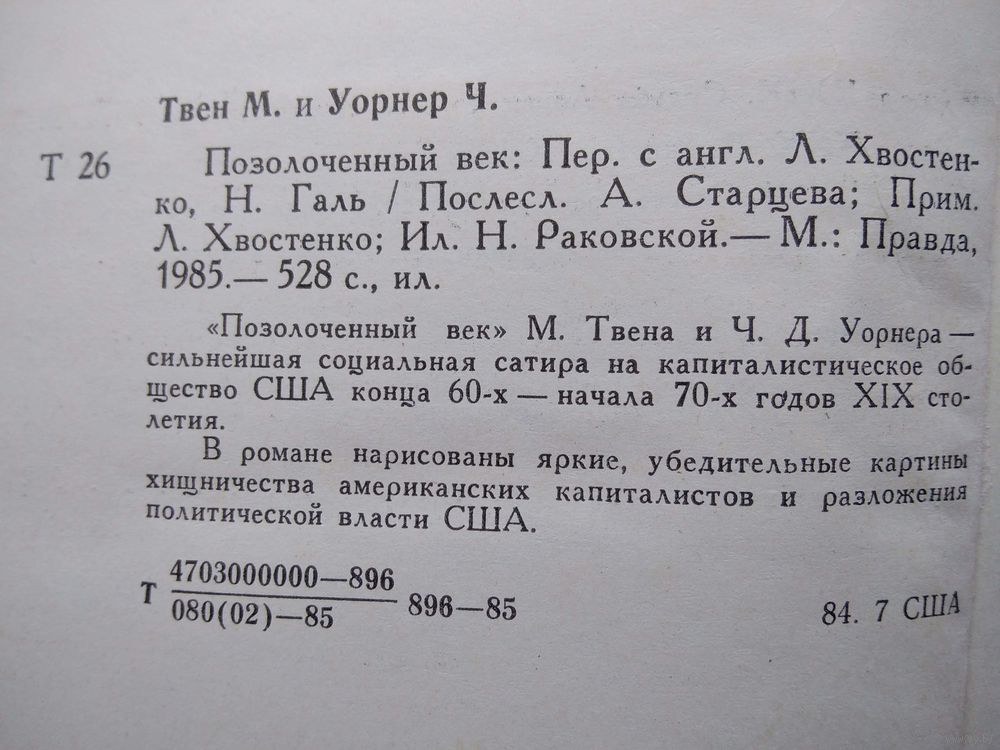 Твен М. и Уорнер Ч.
Т 26 Позолоченный век: Пер. с англ. Л. Хвостен-
ко, Н. Галь / Послесл. А. Старцева; Прим.
Л. Хвостенко; Ил. Н. Раковской.— М.: Правда,
1985.— 528 с., ил.
«Позолоченный век» М. Твена и Ч. Д. Уорнера —
сильнейшая социальная сатира на капиталистическое об-
щество США конца 60-х — начала 70-х годов XIX сто-
летия.
В романе нарисованы яркие, убедительные картины
хищничества американских капиталистов и разложения
политической власти США.
4703000000—896
Т 896—85
080(02)—85
84. 7 США